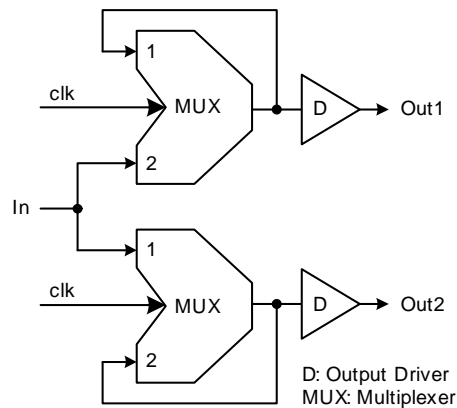 1
clk
MUX
D
Out1
2
In
1
clk
MUX
D
Out2
2
D: Output Driver
MUX: Multiplexer